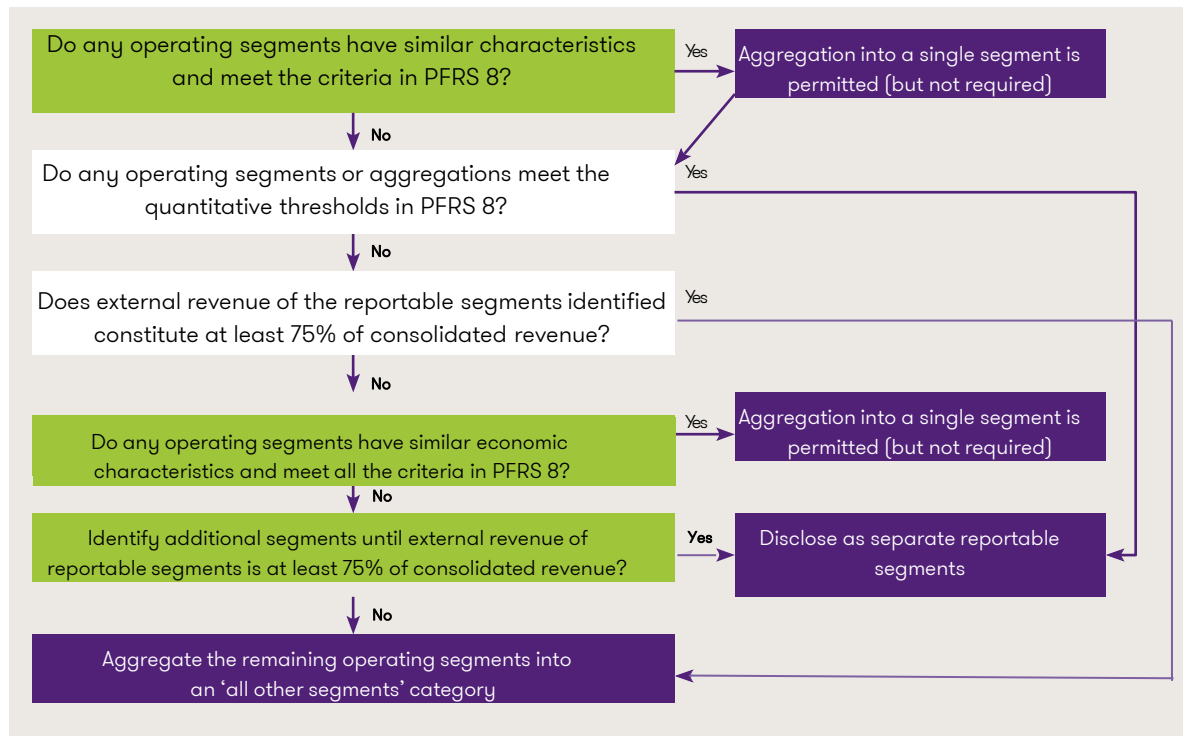 Do any operating segments have similar characteristics
and meet the criteria in PFRS 8?
Yes
Aggregation into a single segment is
permitted (but not required)
No
Do any operating segments or aggregations meet the
quantitative thresholds in PFRS 8?
Yes
No
Does external revenue of the reportable segments identified
constitute at least 75% of consolidated revenue?
Yes
No
Do any operating segments have similar economic
characteristics and meet all the criteria in PFRS 8?
Yes
Aggregation into a single segment is
permitted (but not required)
No
Identify additional segments until external revenue of
reportable segments is at least 75% of consolidated revenue?
Yes
Disclose as separate reportable
segments
No
Aggregate the remaining operating segments into
an ‘all other segments’ category